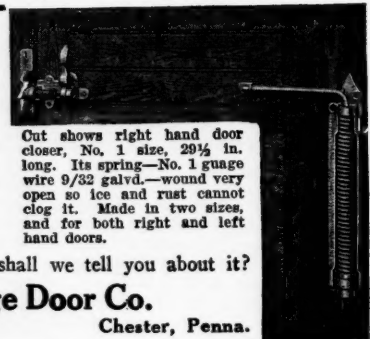 Cut shows right hand door
closer, No. 1 size, 29½ in.
long. Its spring—No. 1 guage
wire 9/32 galvd.—wound very
open so ice and rust cannot
clog it. Made in two sizes,
and for both right and left
hand doors.
shall we tell you about it?
Door Co.
Chester, Penna.